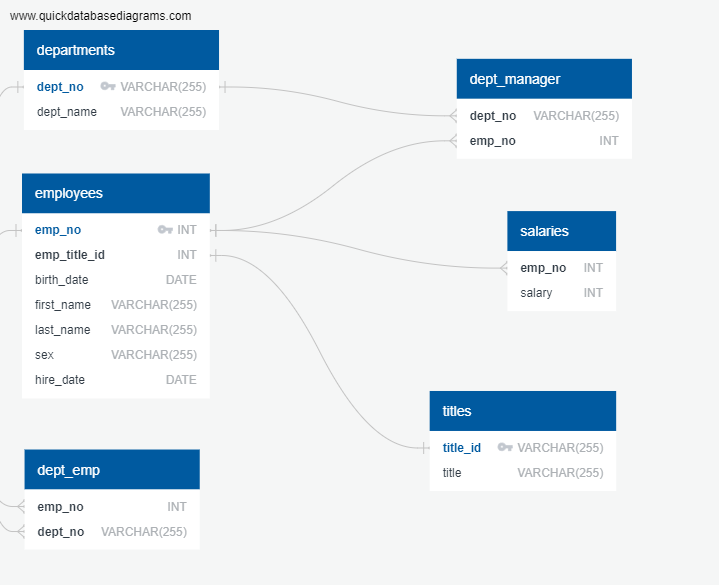 www.quickdatabasediagrams.com
departments
dept_no VARCHAR(255)
dept_name VARCHAR(255)
dept_manager
dept_no VARCHAR(255)
emp_no INT
employees
emp_no INT
emp_title_id INT
birth_date DATE
first_name VARCHAR(255)
last_name VARCHAR(255)
sex VARCHAR(255)
hire_date DATE
salaries
emp_no INT
salary INT
titles
title_id VARCHAR(255)
title VARCHAR(255)
dept_emp
emp_no INT
dept_no VARCHAR(255)